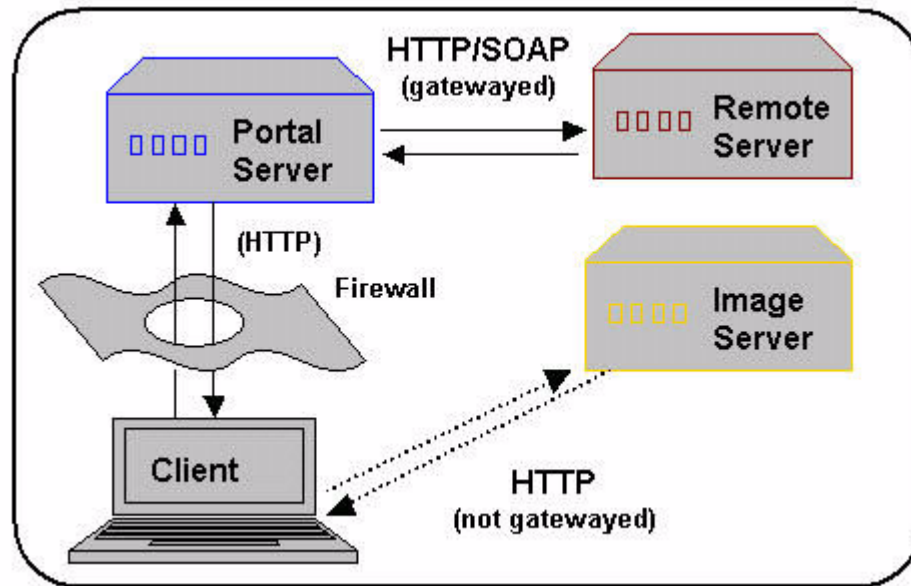 HTTP/SOAP
(gatewayed)
Portal
Server
Remote
Server
(HTTP)
Firewall
Image
Server
Client
HTTP
(not gatewayed)